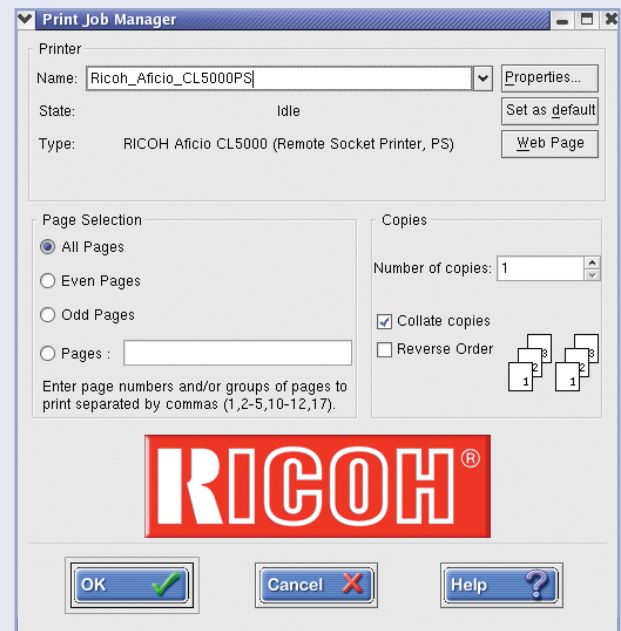 Print Job Manager
Printer
Name: Ricoh_Aficio_CL5000PS Properties...
State: Idle Set as default
Type: RICOH Aficio CL5000 (Remote Socket Printer, PS) Web Page
Page Selection
All Pages
Even Pages
Odd Pages
Pages :
Enter page numbers and/or groups of pages to
print separated by commas (1,2-5,10-12,17).
Copies
Number of copies: 1
Collate copies
Reverse Order
3 3
2 2
1 1
RICOH®
OK Cancel Help